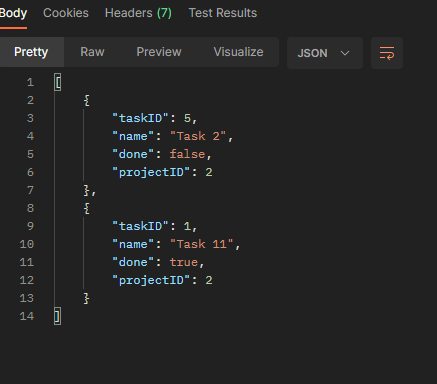 Body Cookies Headers (7) Test Results
Pretty Raw Preview Visualize JSON
1 [
2 {
3 "taskID": 5,
4 "name": "Task 2",
5 "done": false,
6 "projectID": 2
7 },
8 {
9 "taskID": 1,
10 "name": "Task 11",
11 "done": true,
12 "projectID": 2
13 }
14 ]